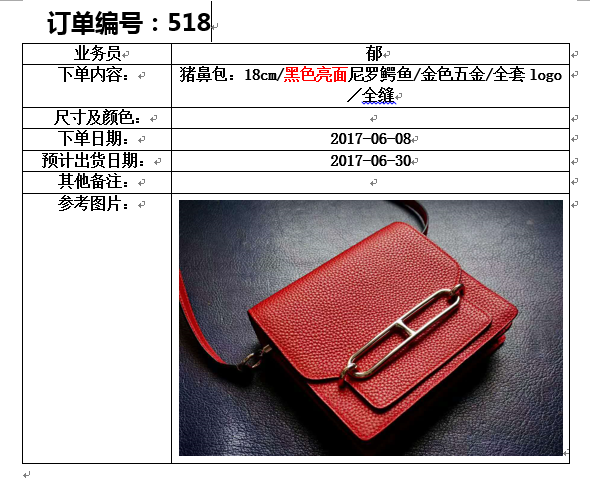 订单编号：518
业务员
郁
下单内容：
猪鼻包：18cm/黑色亮面尼罗鳄鱼/金色五金/全套 logo
/全缝
尺寸及颜色：
下单日期：
2017-06-08
预计出货日期：
2017-06-30
其他备注：
参考图片：